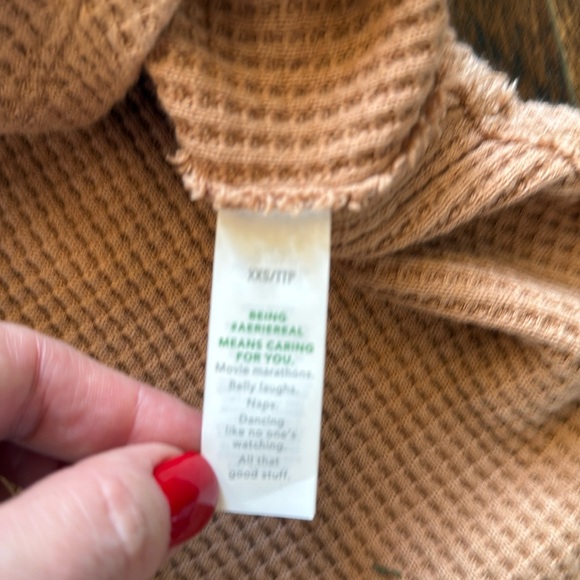 XXS/TTP
BEING
#AERIEREAL
MEANS CARING
FOR YOU.
Movie marathons.
Belly laughs.
Naps.
Dancing
like no one's
watching.
All that
good stuff.